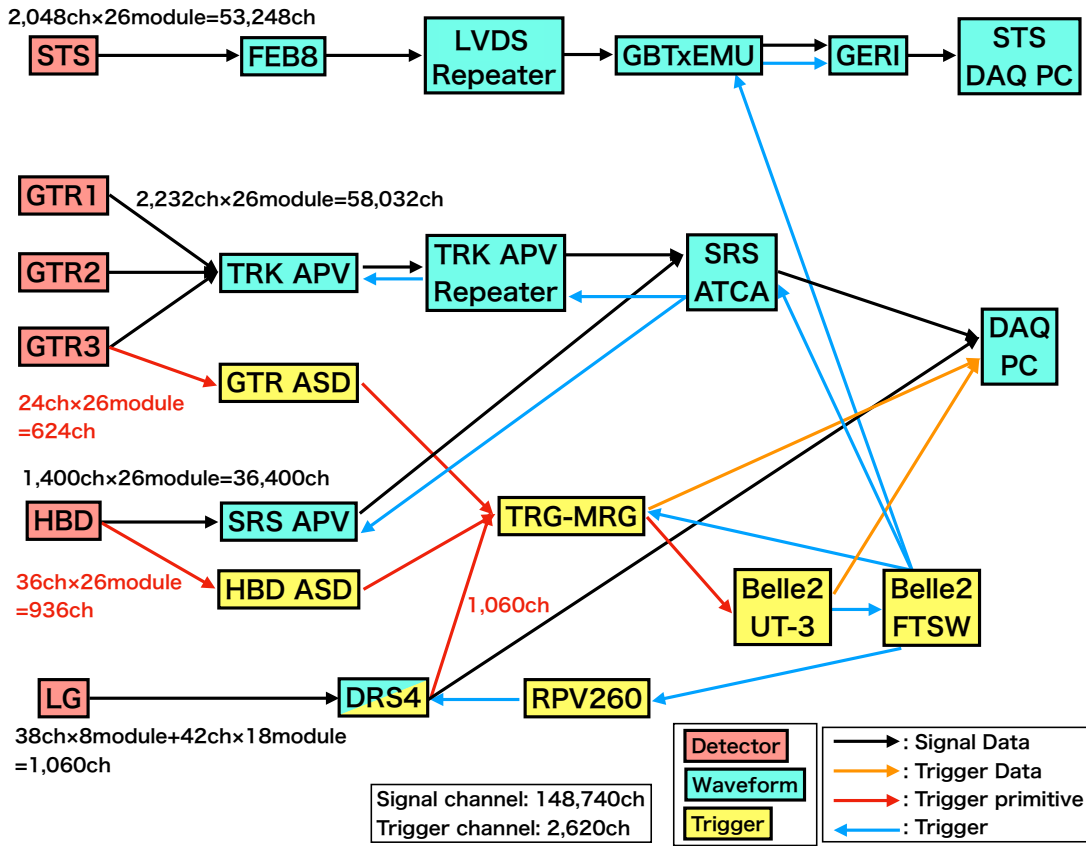 2,048ch×26module=53,248ch
STS
FEB8
LVDS
Repeater
GBTxEMU
GERI
STS
DAQ PC
GTR1
2,232ch×26module=58,032ch
GTR2
TRK APV
TRK APV
Repeater
SRS
ATCA
GTR3
DAQ
PC
GTR ASD
24ch×26module
=624ch
1,400ch×26module=36,400ch
HBD
SRS APV
TRG-MRG
36ch×26module
=936ch
HBD ASD
1,060ch
Belle2
UT-3
Belle2
FTSW
LG
DRS4
RPV260
38ch×8module+42ch×18module
=1,060ch
Signal channel: 148,740ch
Trigger channel: 2,620ch
Detector
Waveform
Trigger
: Signal Data
: Trigger Data
: Trigger primitive
: Trigger